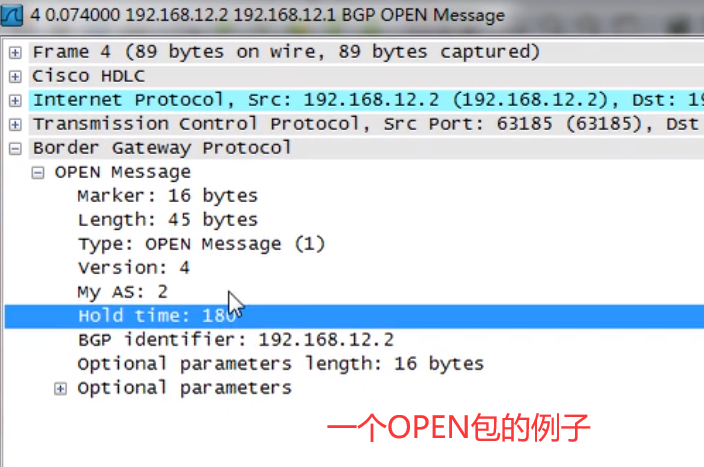 4 0.074000 192.168.12.2 192.168.12.1 BGP OPEN Message
Frame 4 (89 bytes on wire, 89 bytes captured)
Cisco HDLC
Internet Protocol, Src: 192.168.12.2 (192.168.12.2), Dst: 19
Transmission Control Protocol, Src Port: 63185 (63185), Dst
Border Gateway Protocol
OPEN Message
Marker: 16 bytes
Length: 45 bytes
Type: OPEN Message (1)
Version: 4
My AS: 2
Hold time: 180
BGP identifier: 192.168.12.2
Optional parameters length: 16 bytes
Optional parameters
一个OPEN包的例子